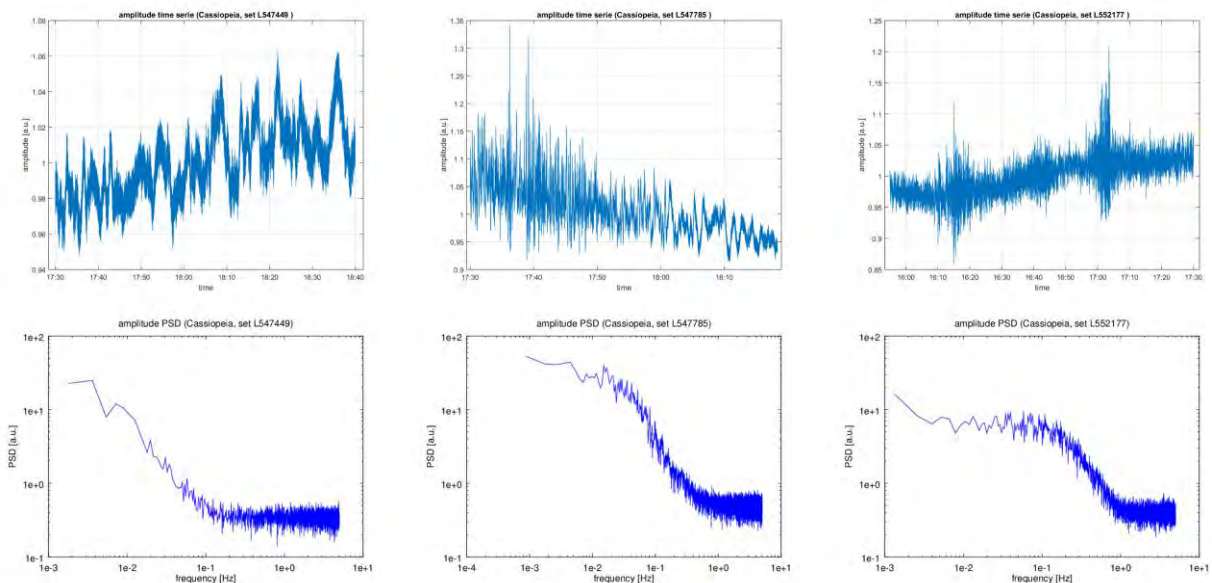 amplitude time serie (Cassiopeia, set L547449 )
1.08
1.06
1.04
1.02
1
0.98
0.96
0.94
amplitude [a.u.]
17:30 17:40 17:50 18:00 18:10 18:20 18:30 18:40
time
amplitude time serie (Cassiopeia, set L547785 )
1.35
1.3
1.25
1.2
1.15
1.1
1.05
1
0.95
0.9
amplitude [a.u.]
17:30 17:40 17:50 18:00 18:10
time
amplitude time serie (Cassiopeia, set L552177 )
1.25
1.2
1.15
1.1
1.05
1
0.95
0.9
0.85
amplitude [a.u.]
16:00 16:10 16:20 16:30 16:40 16:50 17:00 17:10 17:20 17:30
time
amplitude PSD (Cassiopeia, set L547449)
1e+2
1e+1
1e+0
1e-1
PSD [a.u.]
1e-3 1e-2 1e-1 1e+0 1e+1
frequency [Hz]
amplitude PSD (Cassiopeia, set L547785)
1e+2
1e+1
1e+0
1e-1
PSD [a.u.]
1e-4 1e-3 1e-2 1e-1 1e+0 1e+1
frequency [Hz]
amplitude PSD (Cassiopeia, set L552177)
1e+2
1e+1
1e+0
1e-1
PSD [a.u.]
1e-3 1e-2 1e-1 1e+0 1e+1
frequency [Hz]